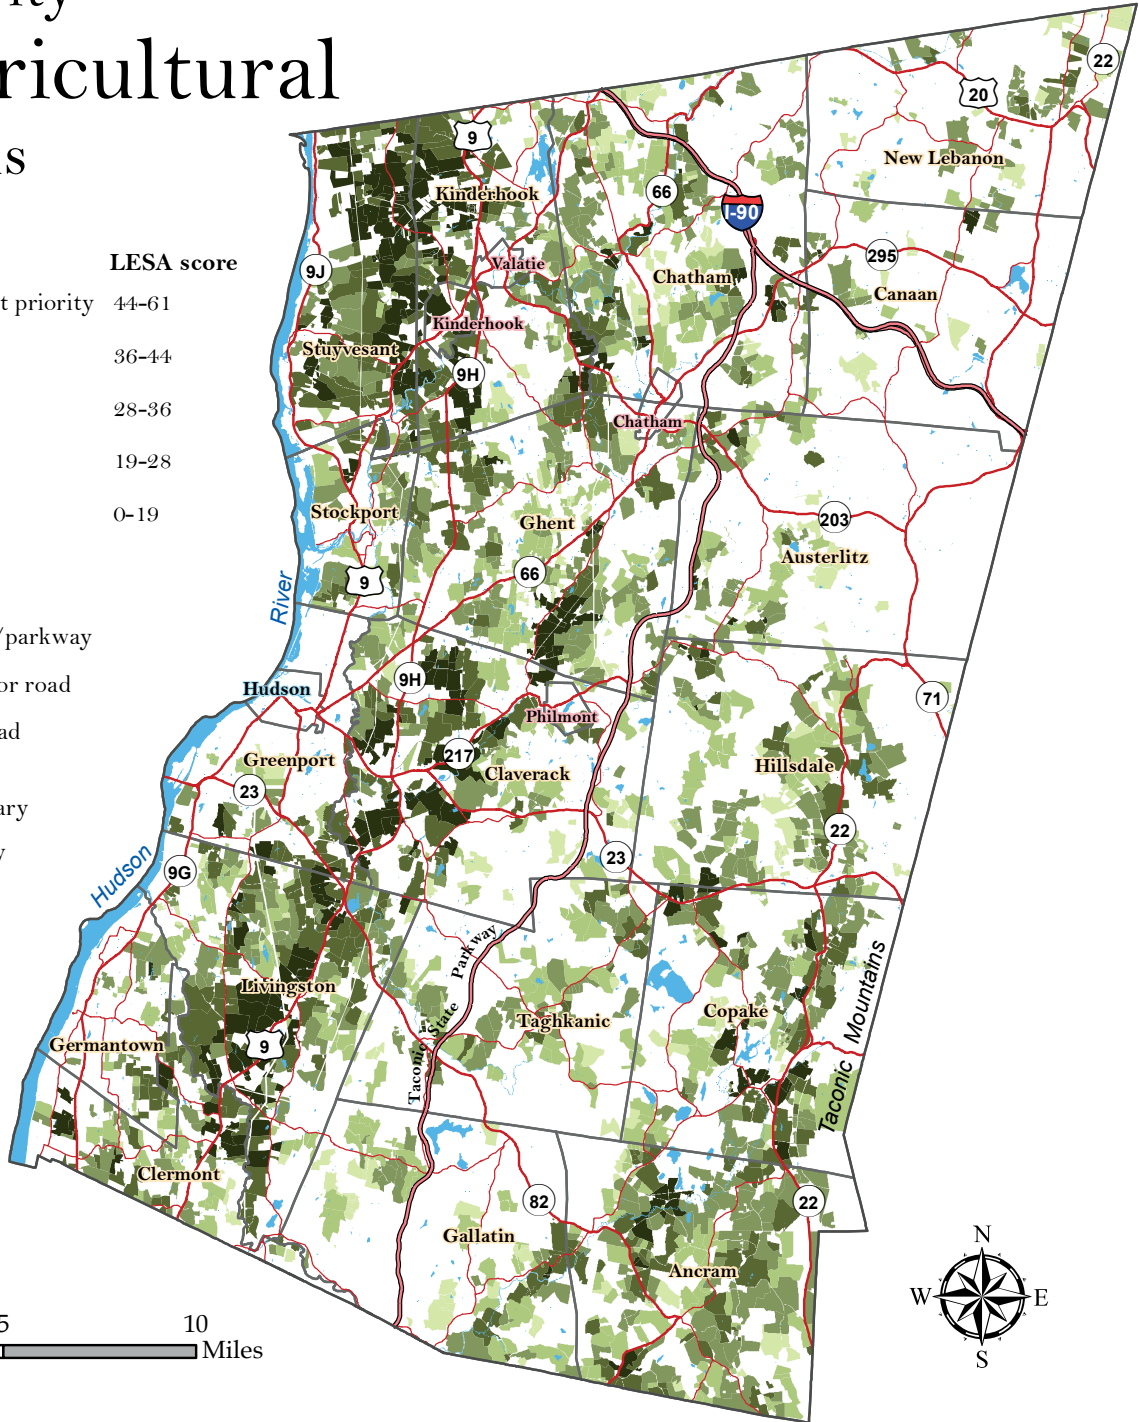 ricultural
LESA score
t priority 44-61
36-44
28-36
19-28
0-19
/parkway
or road
5 10
Miles
22
20
New Lebanon
9
Kinderhook
66
I-90
295
Canaan
9J
Valatie
Chatham
Kinderhook
Stuyvesant
9H
Chatham
Stockport
Ghent
203
Austerlitz
9
66
River
9H
Hudson
71
Philmont
217
Greenport
Claverack
Hillsdale
23
22
23
9G
Hudson
Parkway
State
Taconic
Livingston
Taghkanic
Copake
Taconic Mountains
9
Germantown
Clermont
82
22
Gallatin
Ancram
N
W E
S